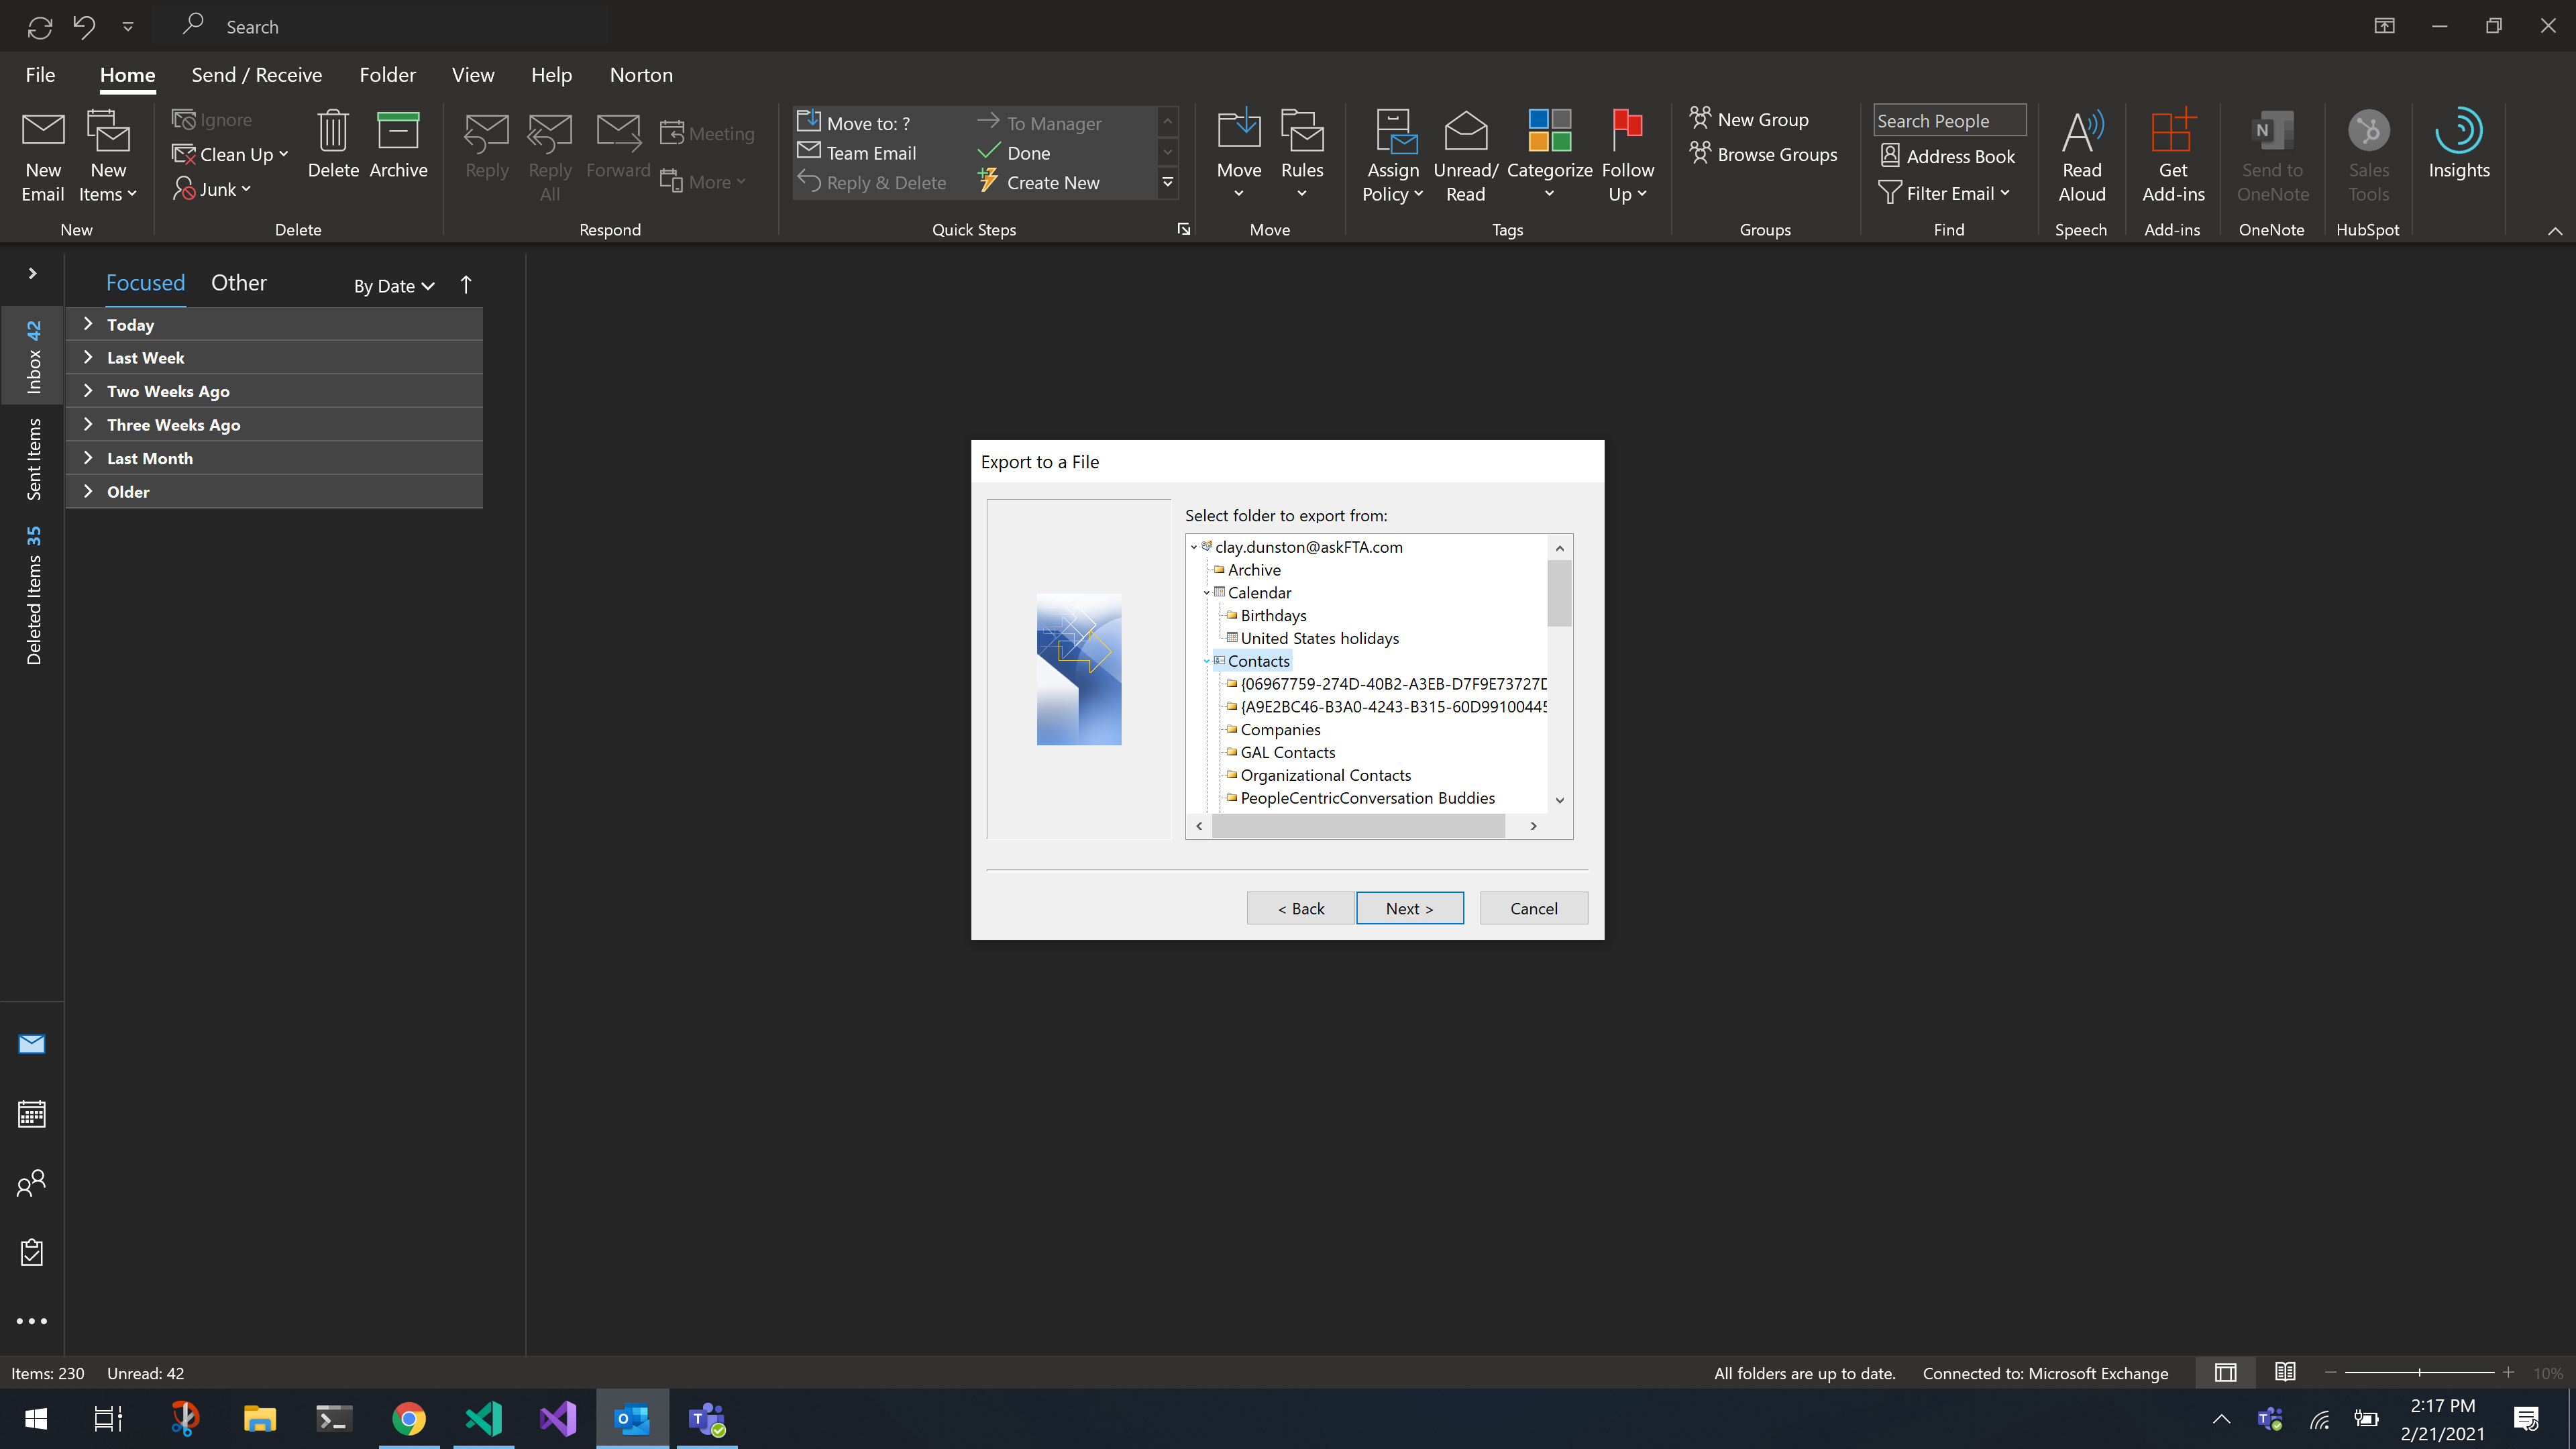 Search
File Home Send / Receive Folder View Help Norton
New Email
New Items
New
Ignore
Clean Up
Junk
Delete
Archive
Delete
Reply
Reply All
Forward
Meeting
More
Respond
Move to: ?
Team Email
Reply & Delete
To Manager
Done
Create New
Quick Steps
Move
Rules
Move
Assign Policy
Unread/ Read
Categorize
Follow Up
Tags
New Group
Browse Groups
Groups
Search People
Address Book
Filter Email
Find
Read Aloud
Speech
Get Add-ins
Add-ins
Send to OneNote
OneNote
Sales Tools
HubSpot
Insights
Inbox 42
Sent Items
Deleted Items 35
Focused Other By Date
Today
Last Week
Two Weeks Ago
Three Weeks Ago
Last Month
Older
Export to a File
Select folder to export from:
clay.dunston@askFTA.com
Archive
Calendar
Birthdays
United States holidays
Contacts
{06967759-274D-40B2-A3EB-D7F9E73727D
{A9E2BC46-B3A0-4243-B315-60D99100445
Companies
GAL Contacts
Organizational Contacts
PeopleCentricConversation Buddies
< Back Next > Cancel
Items: 230 Unread: 42 All folders are up to date. Connected to: Microsoft Exchange 10%
2:17 PM
2/21/2021